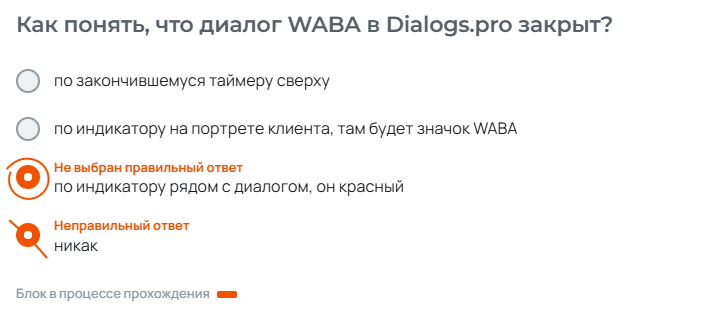 Как понять, что диалог WABA в Dialogs.pro закрыт?
по закончившемуся таймеру сверху
по индикатору на портрете клиента, там будет значок WABA
Не выбран правильный ответ
по индикатору рядом с диалогом, он красный
Неправильный ответ
никак
Блок в процессе прохождения